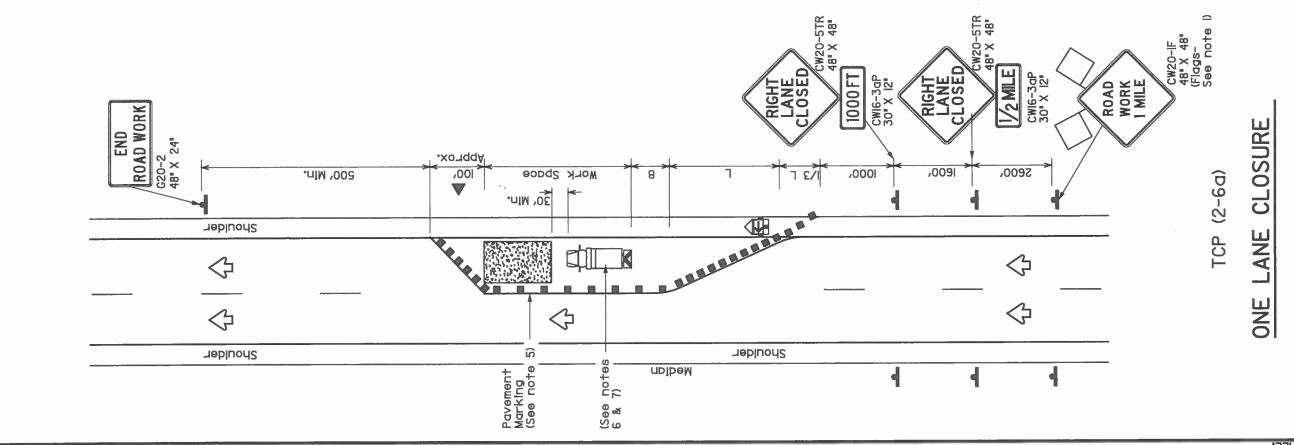 END
ROAD WORK
G20-2
48" X 24"
500' Min.
100'
Approx.
Work Space
30' Min.
B
L
1/3 L
1000'
1600'
2600'
RIGHT
LANE
CLOSED
1000 FT
CW20-5TR
48" X 48"
CW16-3aP
30" X 12"
RIGHT
LANE
CLOSED
1/2 MILE
CW20-5TR
48" X 48"
CW16-3aP
30" X 12"
ROAD
WORK
1 MILE
CW20-1F
48" X 48"
(Flags-
See note 1)
Shoulder
Shoulder
Shoulder
Median
Pavement
Marking
(See note 5)
(See notes
6 & 7)
TCP (2-6a)
ONE LANE CLOSURE